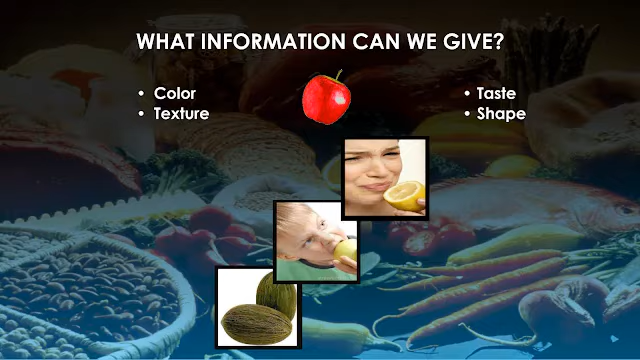 WHAT INFORMATION CAN WE GIVE?
• Color
• Texture
• Taste
• Shape